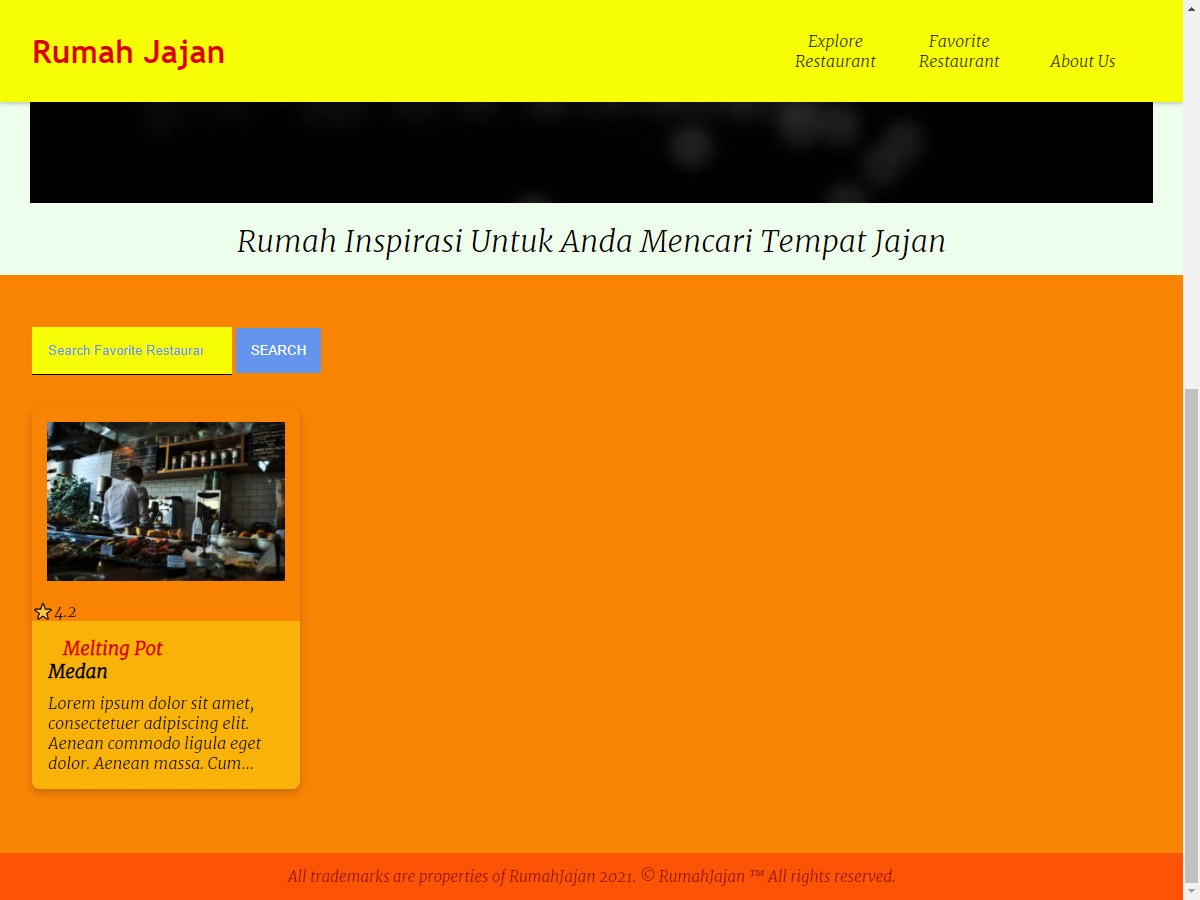 Rumah Jajan
Explore
Restaurant
Favorite
Restaurant
About Us
Rumah Inspirasi Untuk Anda Mencari Tempat Jajan
Search Favorite Restaurar
SEARCH
4.2
Melting Pot
Medan
Lorem ipsum dolor sit amet,
consectetuer adipiscing elit.
Aenean commodo ligula eget
dolor. Aenean massa. Cum...
All trademarks are properties of RumahJajan 2021. © RumahJajan ™ All rights reserved.